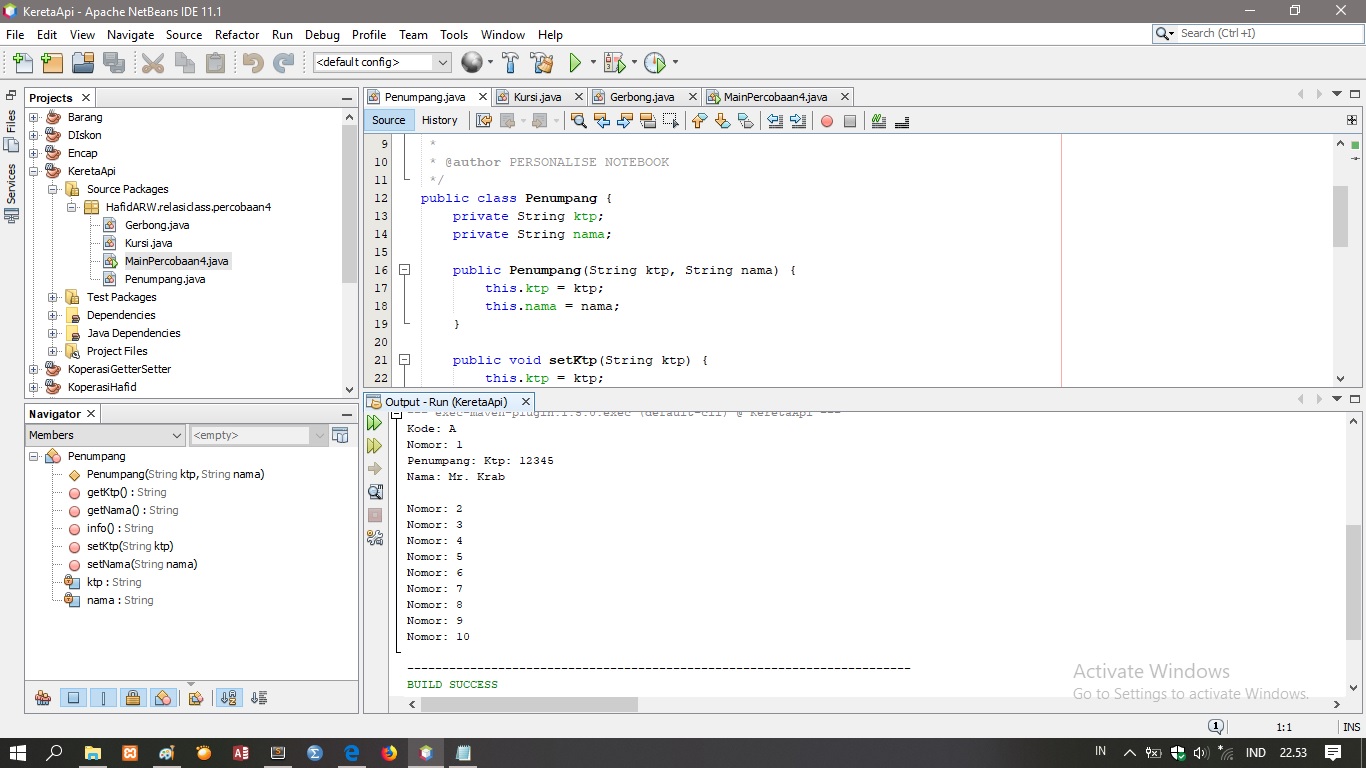 KeretaApi - Apache NetBeans IDE 11.1
File Edit View Navigate Source Refactor Run Debug Profile Team Tools Window Help
Search (Ctrl+I)
<default config>
Files
Services
Projects
Barang
DIskon
Encap
KeretaApi
Source Packages
HafidARW.relasiclass.percobaan4
Gerbong.java
Kursi.java
MainPercobaan4.java
Penumpang.java
Test Packages
Dependencies
Java Dependencies
Project Files
KoperasiGetterSetter
KoperasiHafid
Navigator
Members
<empty>
Penumpang
Penumpang(String ktp, String nama)
getKtp() : String
getNama() : String
info() : String
setKtp(String ktp)
setNama(String nama)
ktp : String
nama : String
Penumpang.java Kursi.java Gerbong.java MainPercobaan4.java
Source History
9 *
10 * @author PERSONALISE NOTEBOOK
11 */
12 public class Penumpang {
13 private String ktp;
14 private String nama;
15
16 public Penumpang(String ktp, String nama) {
17 this.ktp = ktp;
18 this.nama = nama;
19 }
20
21 public void setKtp(String ktp) {
22 this.ktp = ktp;
Output - Run (KeretaApi)
--- exec-maven-plugin:1.5.0:exec (default-cli) @ KeretaApi ---
Kode: A
Nomor: 1
Penumpang: Ktp: 12345
Nama: Mr. Krab
Nomor: 2
Nomor: 3
Nomor: 4
Nomor: 5
Nomor: 6
Nomor: 7
Nomor: 8
Nomor: 9
Nomor: 10
------------------------------------------------------------------------
BUILD SUCCESS
Activate Windows
Go to Settings to activate Windows.
1
1:1 INS
IN IND 22.53